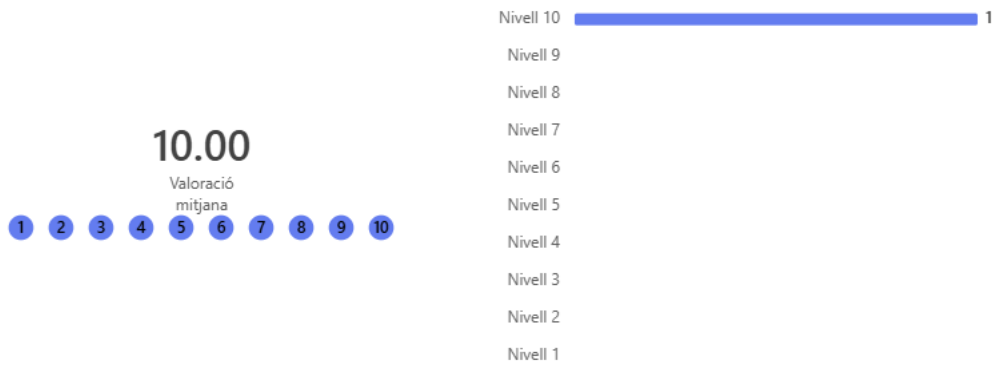 10.00
Valoració
mitjana
1 2 3 4 5 6 7 8 9 10
Nivell 10 1
Nivell 9
Nivell 8
Nivell 7
Nivell 6
Nivell 5
Nivell 4
Nivell 3
Nivell 2
Nivell 1